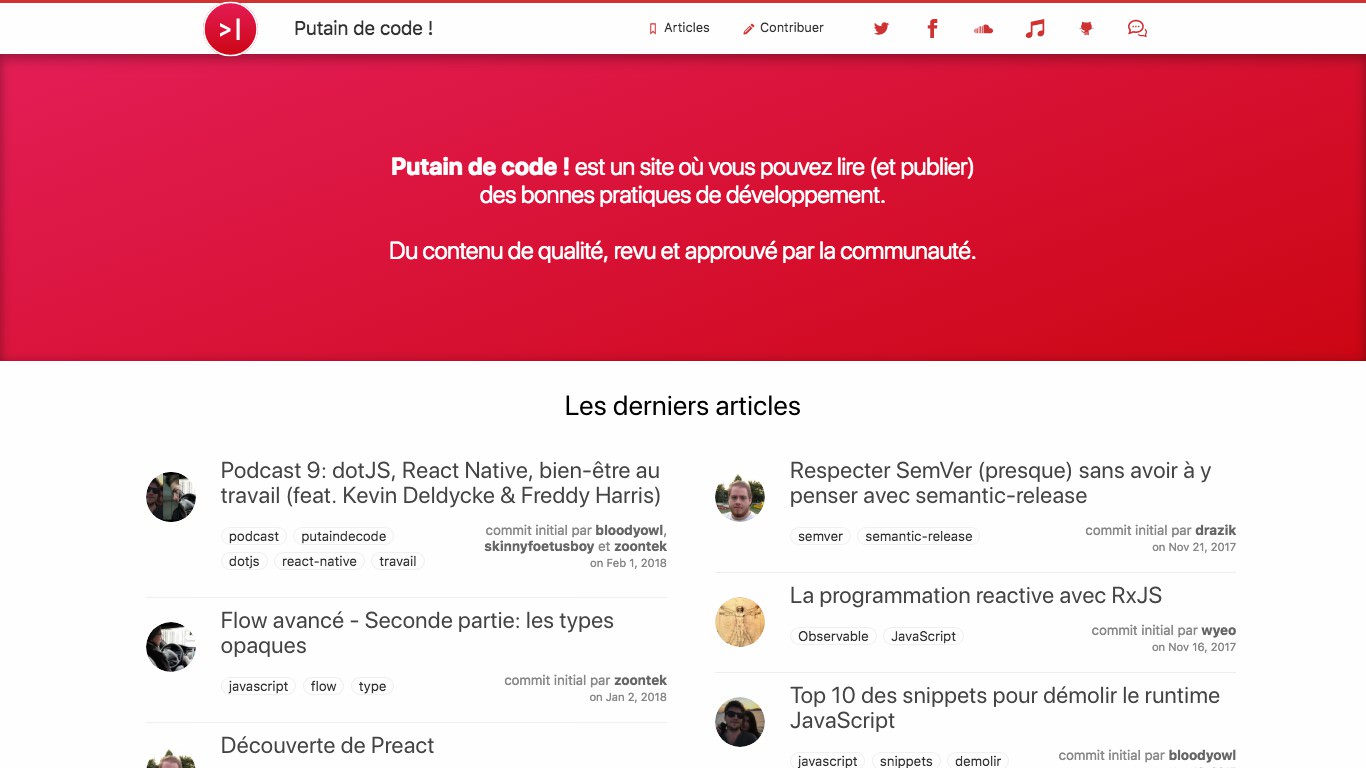 >|
Putain de code !
Articles
Contribuer
Putain de code ! est un site où vous pouvez lire (et publier)
des bonnes pratiques de développement.
Du contenu de qualité, revu et approuvé par la communauté.
Les derniers articles
Podcast 9: dotJS, React Native, bien-être au
travail (feat. Kevin Deldycke & Freddy Harris)
podcast putaindecode
dotjs react-native travail
commit initial par bloodyowl,
skinnyfoetusboy et zoontek
on Feb 1, 2018
Flow avancé - Seconde partie: les types
opaques
javascript flow type
commit initial par zoontek
on Jan 2, 2018
Découverte de Preact
Respecter SemVer (presque) sans avoir à y
penser avec semantic-release
semver semantic-release
commit initial par drazik
on Nov 21, 2017
La programmation reactive avec RxJS
Observable JavaScript
commit initial par wyeo
on Nov 16, 2017
Top 10 des snippets pour démolir le runtime
JavaScript
javascript snippets demolir
commit initial par bloodyowl